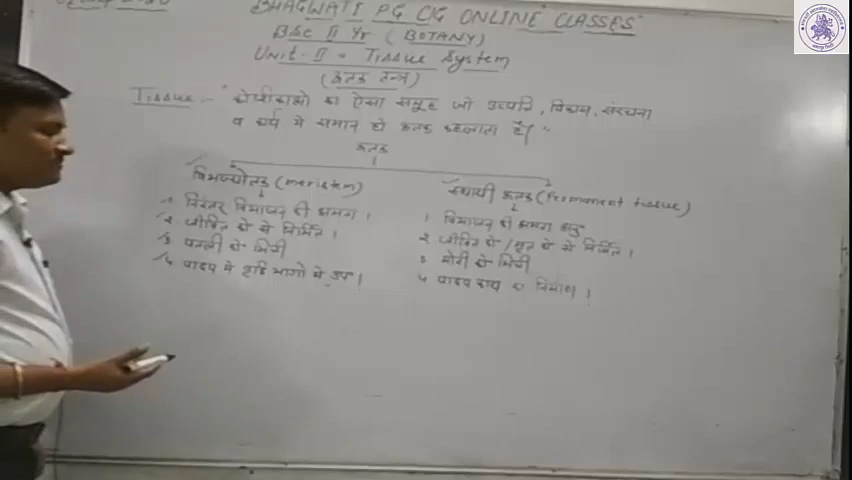 BHAGWATI PG CG ONLINE CLASSES
BSC II Yr (BOTANY)
UNIT-II = Tissue System
(ऊतक तन्त्र)
Tissue:- "कोशीकाओ का ऐसा समूह जो उत्पत्ति, विकास, संरचना
व कार्य मे समान हो ऊतक कहलाता है।"
ऊतक
विभज्योतक (meristem)
1. निरंतर विभाजन की क्षमता।
2. जीवित को से निर्मित।
3. पतली को भित्ती
4. पादप मे वृद्धि भागो मे उप।
स्थायी ऊतक (Permanent tissue)
1 विभाजन की क्षमता
2 जीवित को / मृत को से निर्मित।
3 मोटी को भित्ती
4 पादप काय का निर्माण।